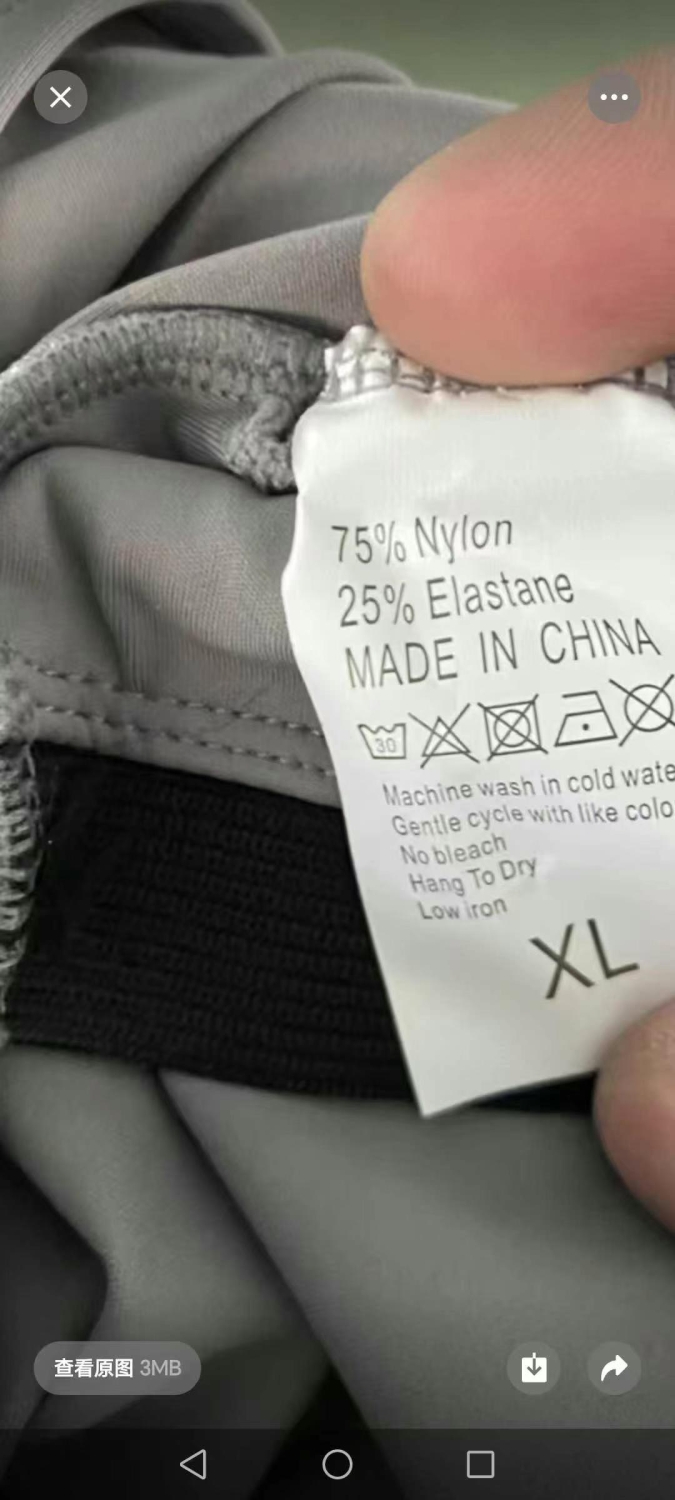 75% Nylon
25% Elastane
MADE IN CHINA
30
Machine wash in cold
Gentle cycle with like
No bleach
Hang To Dry
Low iron
XL
查看原图 3MB